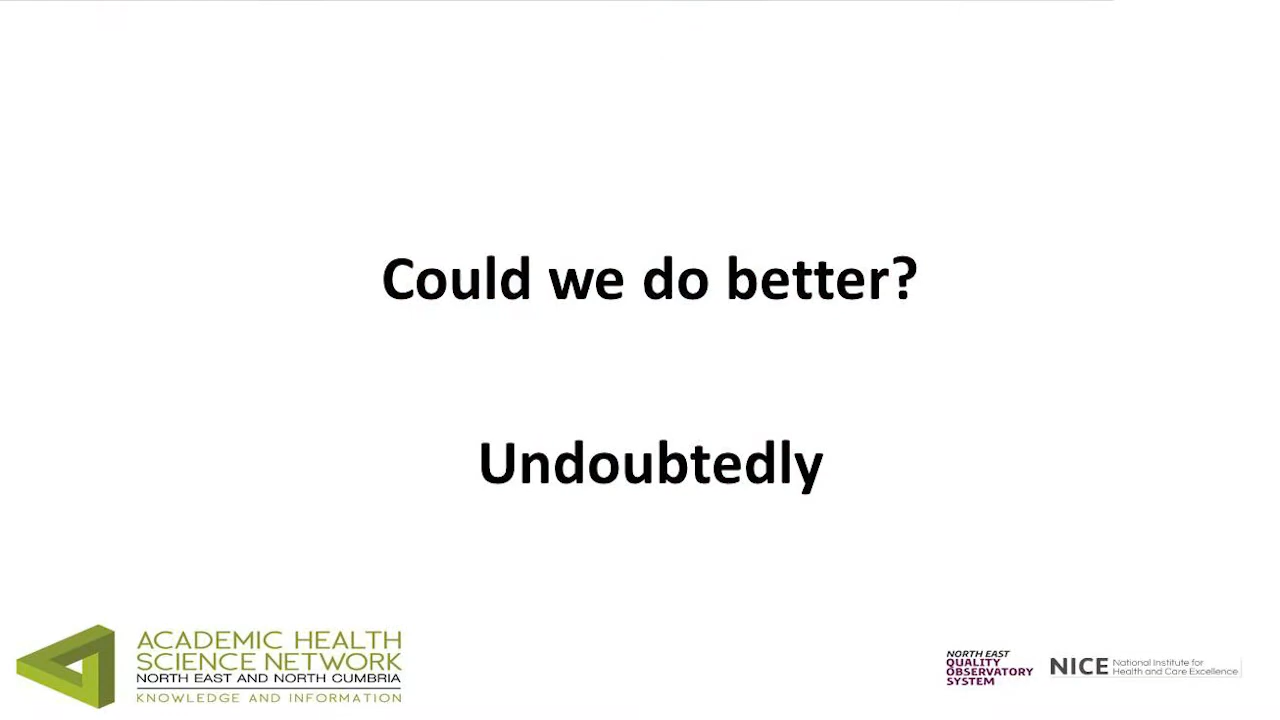 Could we do better?
Undoubtedly
ACADEMIC HEALTH
SCIENCE NETWORK
NORTH EAST AND NORTH CUMBRIA
KNOWLEDGE AND INFORMATION
NORTH EAST
QUALITY
OBSERVATORY
SYSTEM
NICE National Institute for
Health and Care Excellence